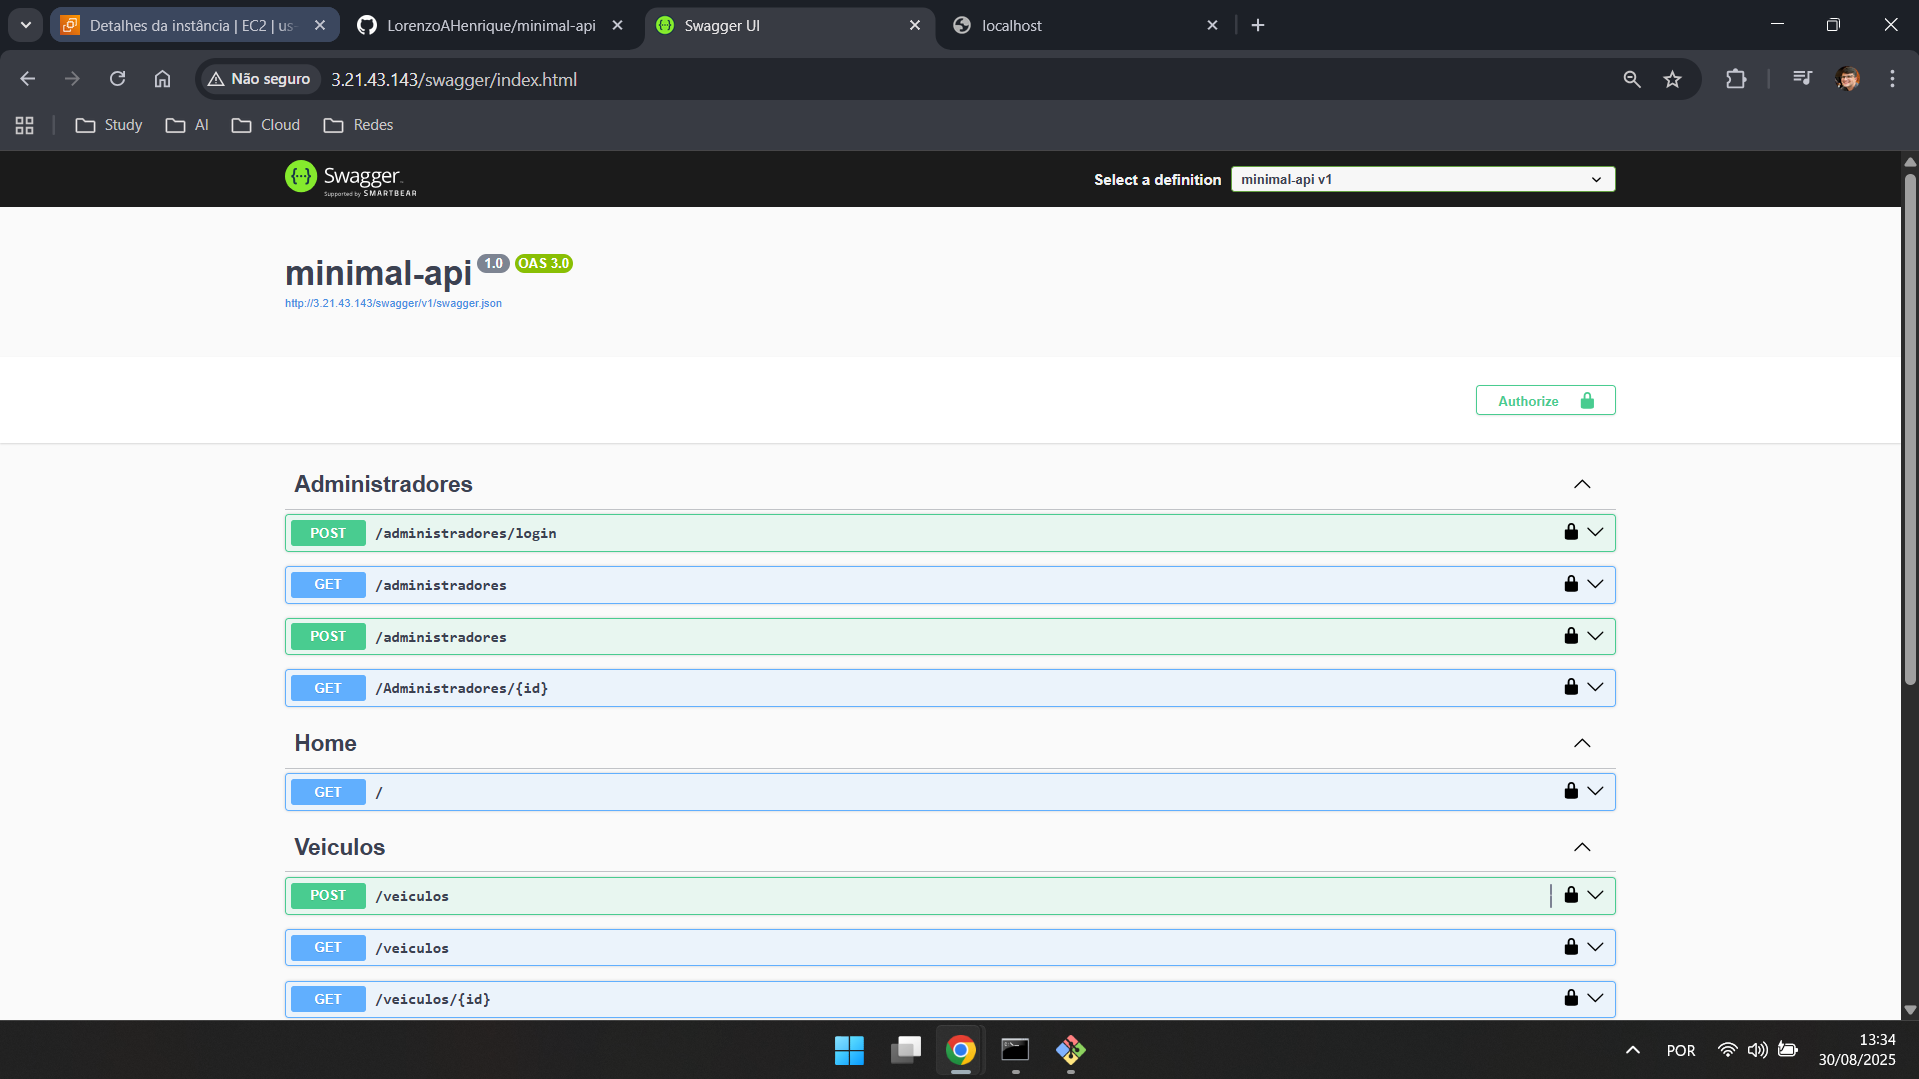 Detalhes da instância | EC2 | us-
LorenzoAHenrique/minimal-api
Swagger UI
localhost
Não seguro
3.21.43.143/swagger/index.html
Study
AI
Cloud
Redes
Swagger
Supported by SMARTBEAR
Select a definition
minimal-api v1
minimal-api 1.0 OAS 3.0
http://3.21.43.143/swagger/v1/swagger.json
Authorize
Administradores
POST /administradores/login
GET /administradores
POST /administradores
GET /Administradores/{id}
Home
GET /
Veiculos
POST /veiculos
GET /veiculos
GET /veiculos/{id}
POR
13:34
30/08/2025